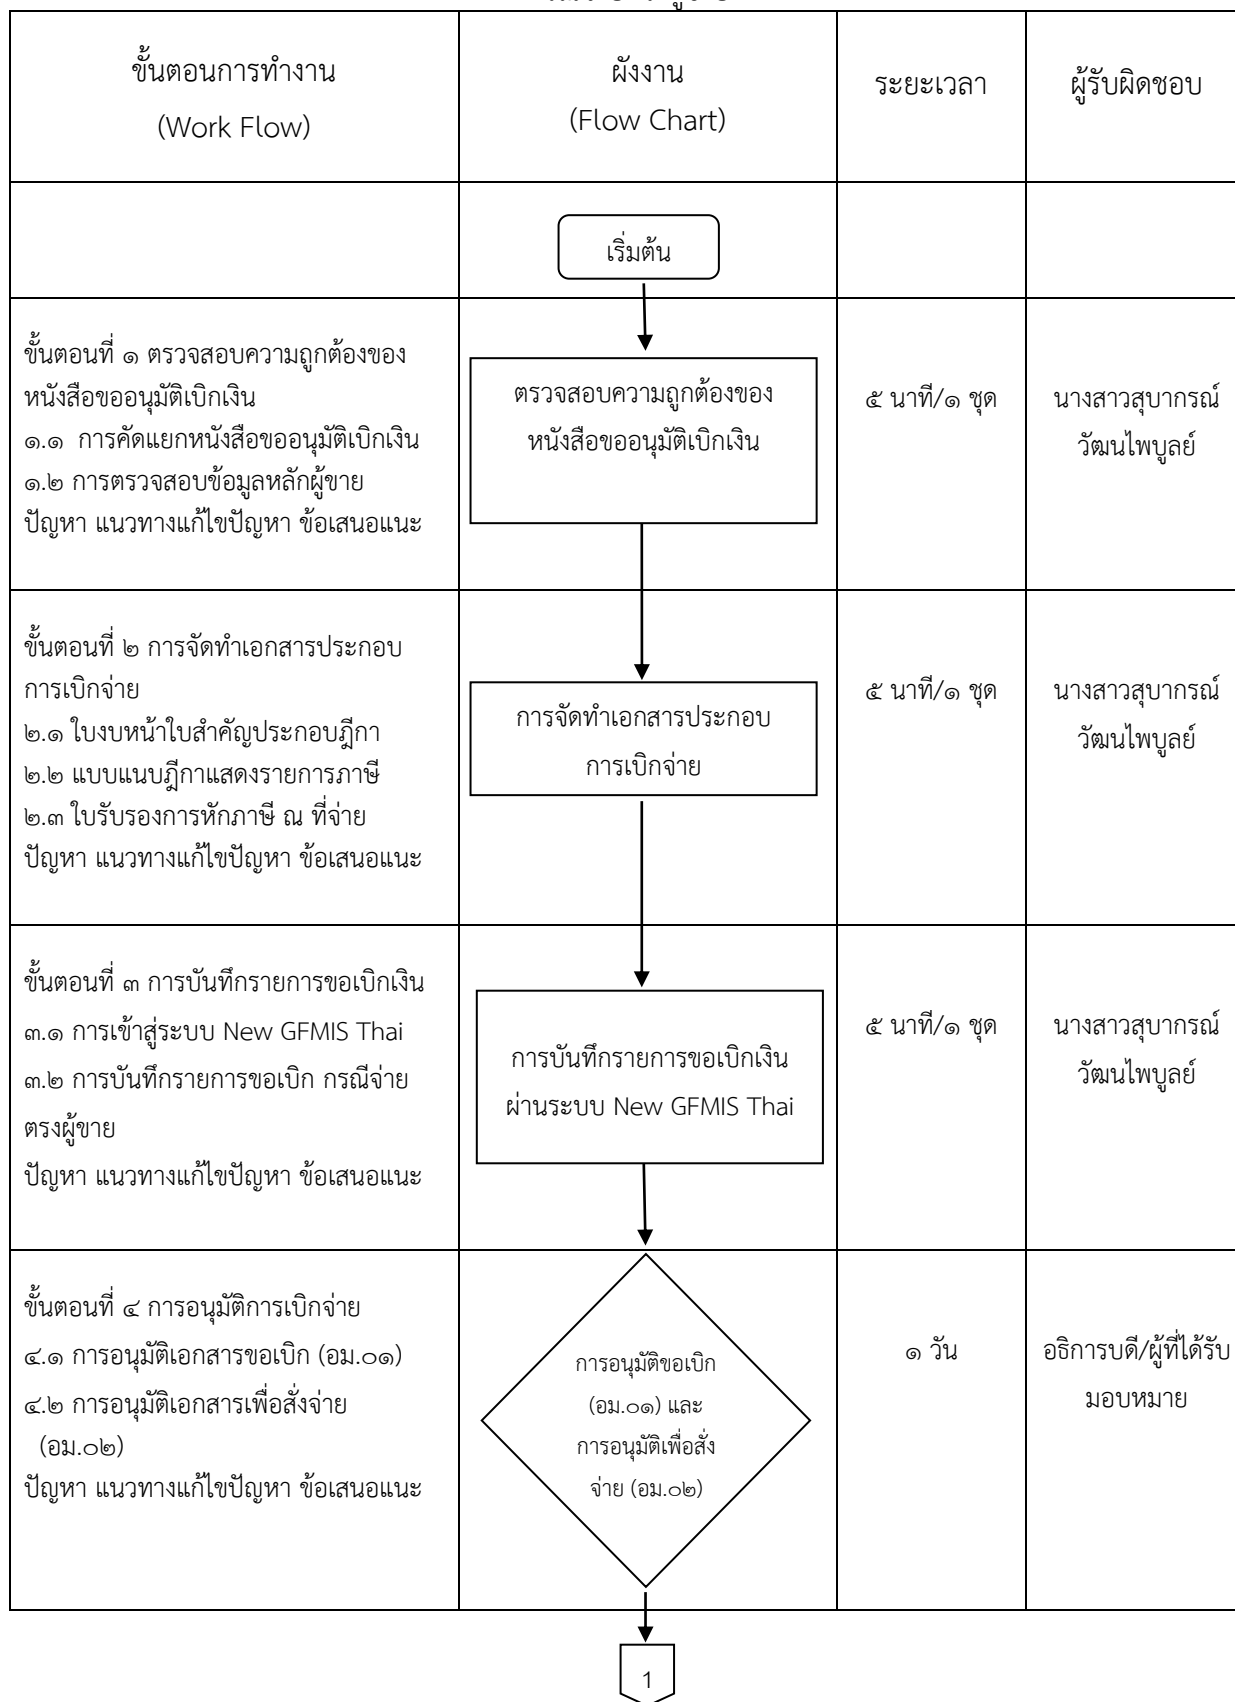 ขั้นตอนการทำงาน
(Work Flow)
ผังงาน
(Flow Chart)
ระยะเวลา
ผู้รับผิดชอบ
เริ่มต้น
ขั้นตอนที่ ๑ ตรวจสอบความถูกต้องของ
หนังสือขออนุมัติเบิกเงิน
๑.๑ การคัดแยกหนังสือขออนุมัติเบิกเงิน
๑.๒ การตรวจสอบข้อมูลหลักผู้ขาย
ปัญหา แนวทางแก้ไขปัญหา ข้อเสนอแนะ
ตรวจสอบความถูกต้องของ
หนังสือขออนุมัติเบิกเงิน
๕ นาที/๑ ชุด
นางสาวสุบากรณ์
วัฒนไพบูลย์
ขั้นตอนที่ ๒ การจัดทำเอกสารประกอบ
การเบิกจ่าย
๒.๑ ใบงบหน้าใบสำคัญประกอบฎีกา
๒.๒ แบบแนบฎีกาแสดงรายการภาษี
๒.๓ ใบรับรองการหักภาษี ณ ที่จ่าย
ปัญหา แนวทางแก้ไขปัญหา ข้อเสนอแนะ
การจัดทำเอกสารประกอบ
การเบิกจ่าย
๕ นาที/๑ ชุด
นางสาวสุบากรณ์
วัฒนไพบูลย์
ขั้นตอนที่ ๓ การบันทึกรายการขอเบิกเงิน
๓.๑ การเข้าสู่ระบบ New GFMIS Thai
๓.๒ การบันทึกรายการขอเบิก กรณีจ่าย
ตรงผู้ขาย
ปัญหา แนวทางแก้ไขปัญหา ข้อเสนอแนะ
การบันทึกรายการขอเบิกเงิน
ผ่านระบบ New GFMIS Thai
๕ นาที/๑ ชุด
นางสาวสุบากรณ์
วัฒนไพบูลย์
ขั้นตอนที่ ๔ การอนุมัติการเบิกจ่าย
๔.๑ การอนุมัติเอกสารขอเบิก (อม.๐๑)
๔.๒ การอนุมัติเอกสารเพื่อสั่งจ่าย
(อม.๐๒)
ปัญหา แนวทางแก้ไขปัญหา ข้อเสนอแนะ
การอนุมัติขอเบิก
(อม.๐๑) และ
การอนุมัติเพื่อสั่ง
จ่าย (อม.๐๒)
๑ วัน
อธิการบดี/ผู้ที่ได้รับ
มอบหมาย
1